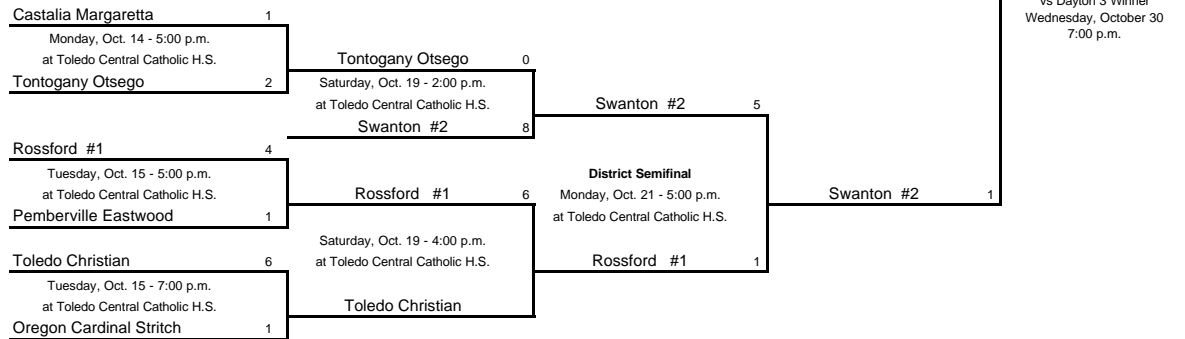 vs Dayton 3 Winner
Castalia Margaretta 1
Wednesday, October 30
Monday, Oct. 14 - 5:00 p.m.
7:00 p.m.
at Toledo Central Catholic H.S.
Tontogany Otsego 0
Tontogany Otsego 2
Saturday, Oct. 19 - 2:00 p.m.
at Toledo Central Catholic H.S.
Swanton #2 5
Swanton #2 8
Rossford #1 4
Tuesday, Oct. 15 - 5:00 p.m.
District Semifinal
at Toledo Central Catholic H.S.
Rossford #1 6
Monday, Oct. 21 - 5:00 p.m.
Swanton #2 1
Pemberville Eastwood 1
at Toledo Central Catholic H.S.
Saturday, Oct. 19 - 4:00 p.m.
Toledo Christian 6
at Toledo Central Catholic H.S.
Rossford #1 1
Tuesday, Oct. 15 - 7:00 p.m.
at Toledo Central Catholic H.S.
Toledo Christian
Oregon Cardinal Stritch 1